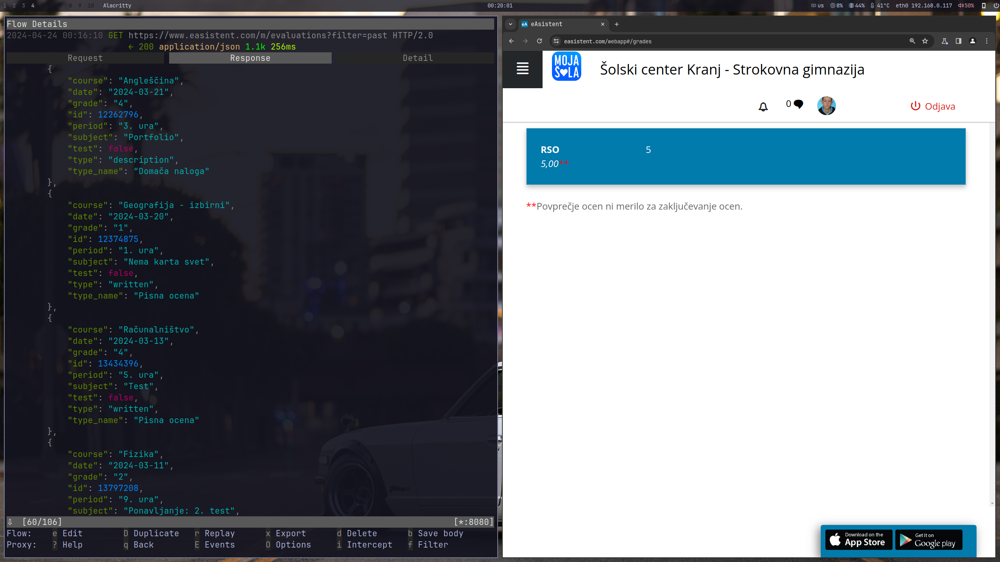 1 2 3 4 7 8 9 10 Alacritty 00:20:01 us 8% 44% 41°C eth0 192.168.0.117 50%
Flow Details
2024-04-24 00:16:10 GET https://www.easistent.com/m/evaluations?filter=past HTTP/2.0
← 200 application/json 1.1k 256ms
Request Response Detail
{
"course": "Angleščina",
"date": "2024-03-21",
"grade": "4",
"id": 12262796,
"period": "3. ura",
"subject": "Portfolio",
"test": false,
"type": "description",
"type_name": "Domača naloga"
},
{
"course": "Geografija - izbirni",
"date": "2024-03-20",
"grade": "1",
"id": 12374875,
"period": "1. ura",
"subject": "Nema karta svet",
"test": false,
"type": "written",
"type_name": "Pisna ocena"
},
{
"course": "Računalništvo",
"date": "2024-03-13",
"grade": "4",
"id": 13434396,
"period": "5. ura",
"subject": "Test",
"test": false,
"type": "written",
"type_name": "Pisna ocena"
},
{
"course": "Fizika",
"date": "2024-03-11",
"grade": "2",
"id": 13797208,
"period": "9. ura",
"subject": "Ponavljanje: 2. test",
⇩ [60/106] [*:8080]
Flow: e Edit D Duplicate r Replay x Export d Delete b Save body
Proxy: ? Help q Back E Events O Options i Intercept f Filter
eA eAsistent
easistent.com/webapp#/grades
MOJA
Š LA
Šolski center Kranj - Strokovna gimnazija
0
Odjava
RSO 5
5,00**
**Povprečje ocen ni merilo za zaključevanje ocen.
Download on the
App Store
Get it on
Google play